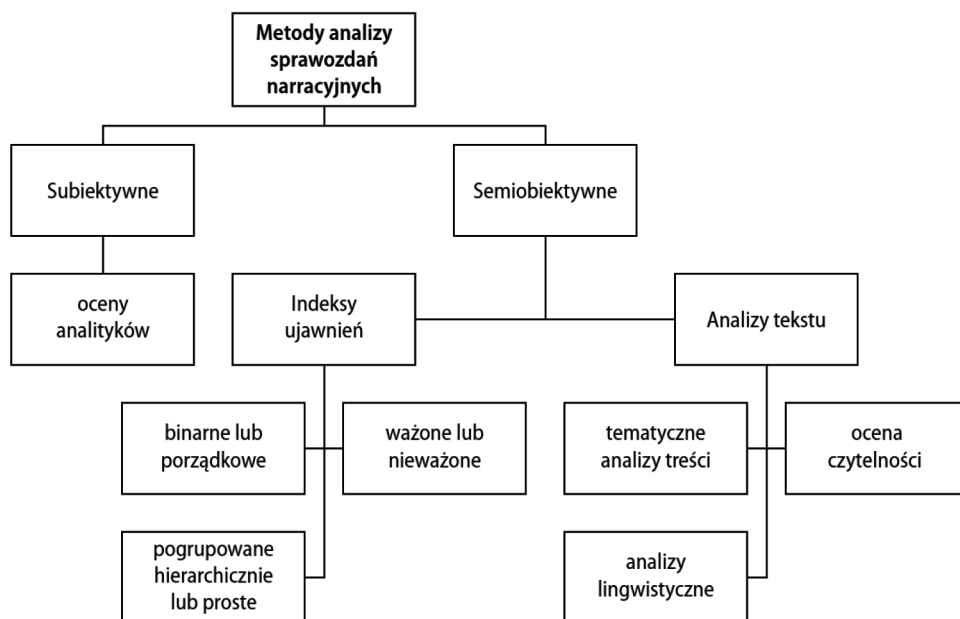 Metody analizy
sprawozdań
narracyjnych
Subiektywne
Semiobiektywne
oceny
analityków
Indeksy
ujawnień
Analizy tekstu
binarne lub
porządkowe
ważone lub
nieważone
tematyczne
analizy treści
ocena
czytelności
pogrupowane
hierarchicznie
lub proste
analizy
lingwistyczne